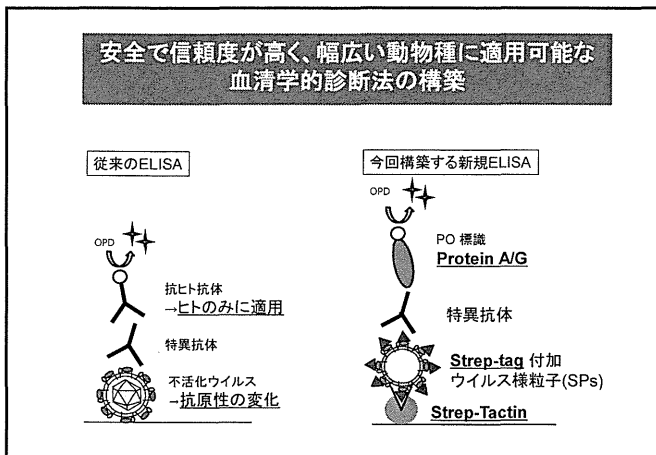 安全で信頼度が高く、幅広い動物種に適用可能な
血清学的診断法の構築
従来のELISA
OPD
抗ヒト抗体
→ヒトのみに適用
特異抗体
不活化ウイルス
→抗原性の変化
今回構築する新規ELISA
OPD
PO 標識
Protein A/G
特異抗体
Strep-tag 付加
ウイルス様粒子(SPs)
Strep-Tactin